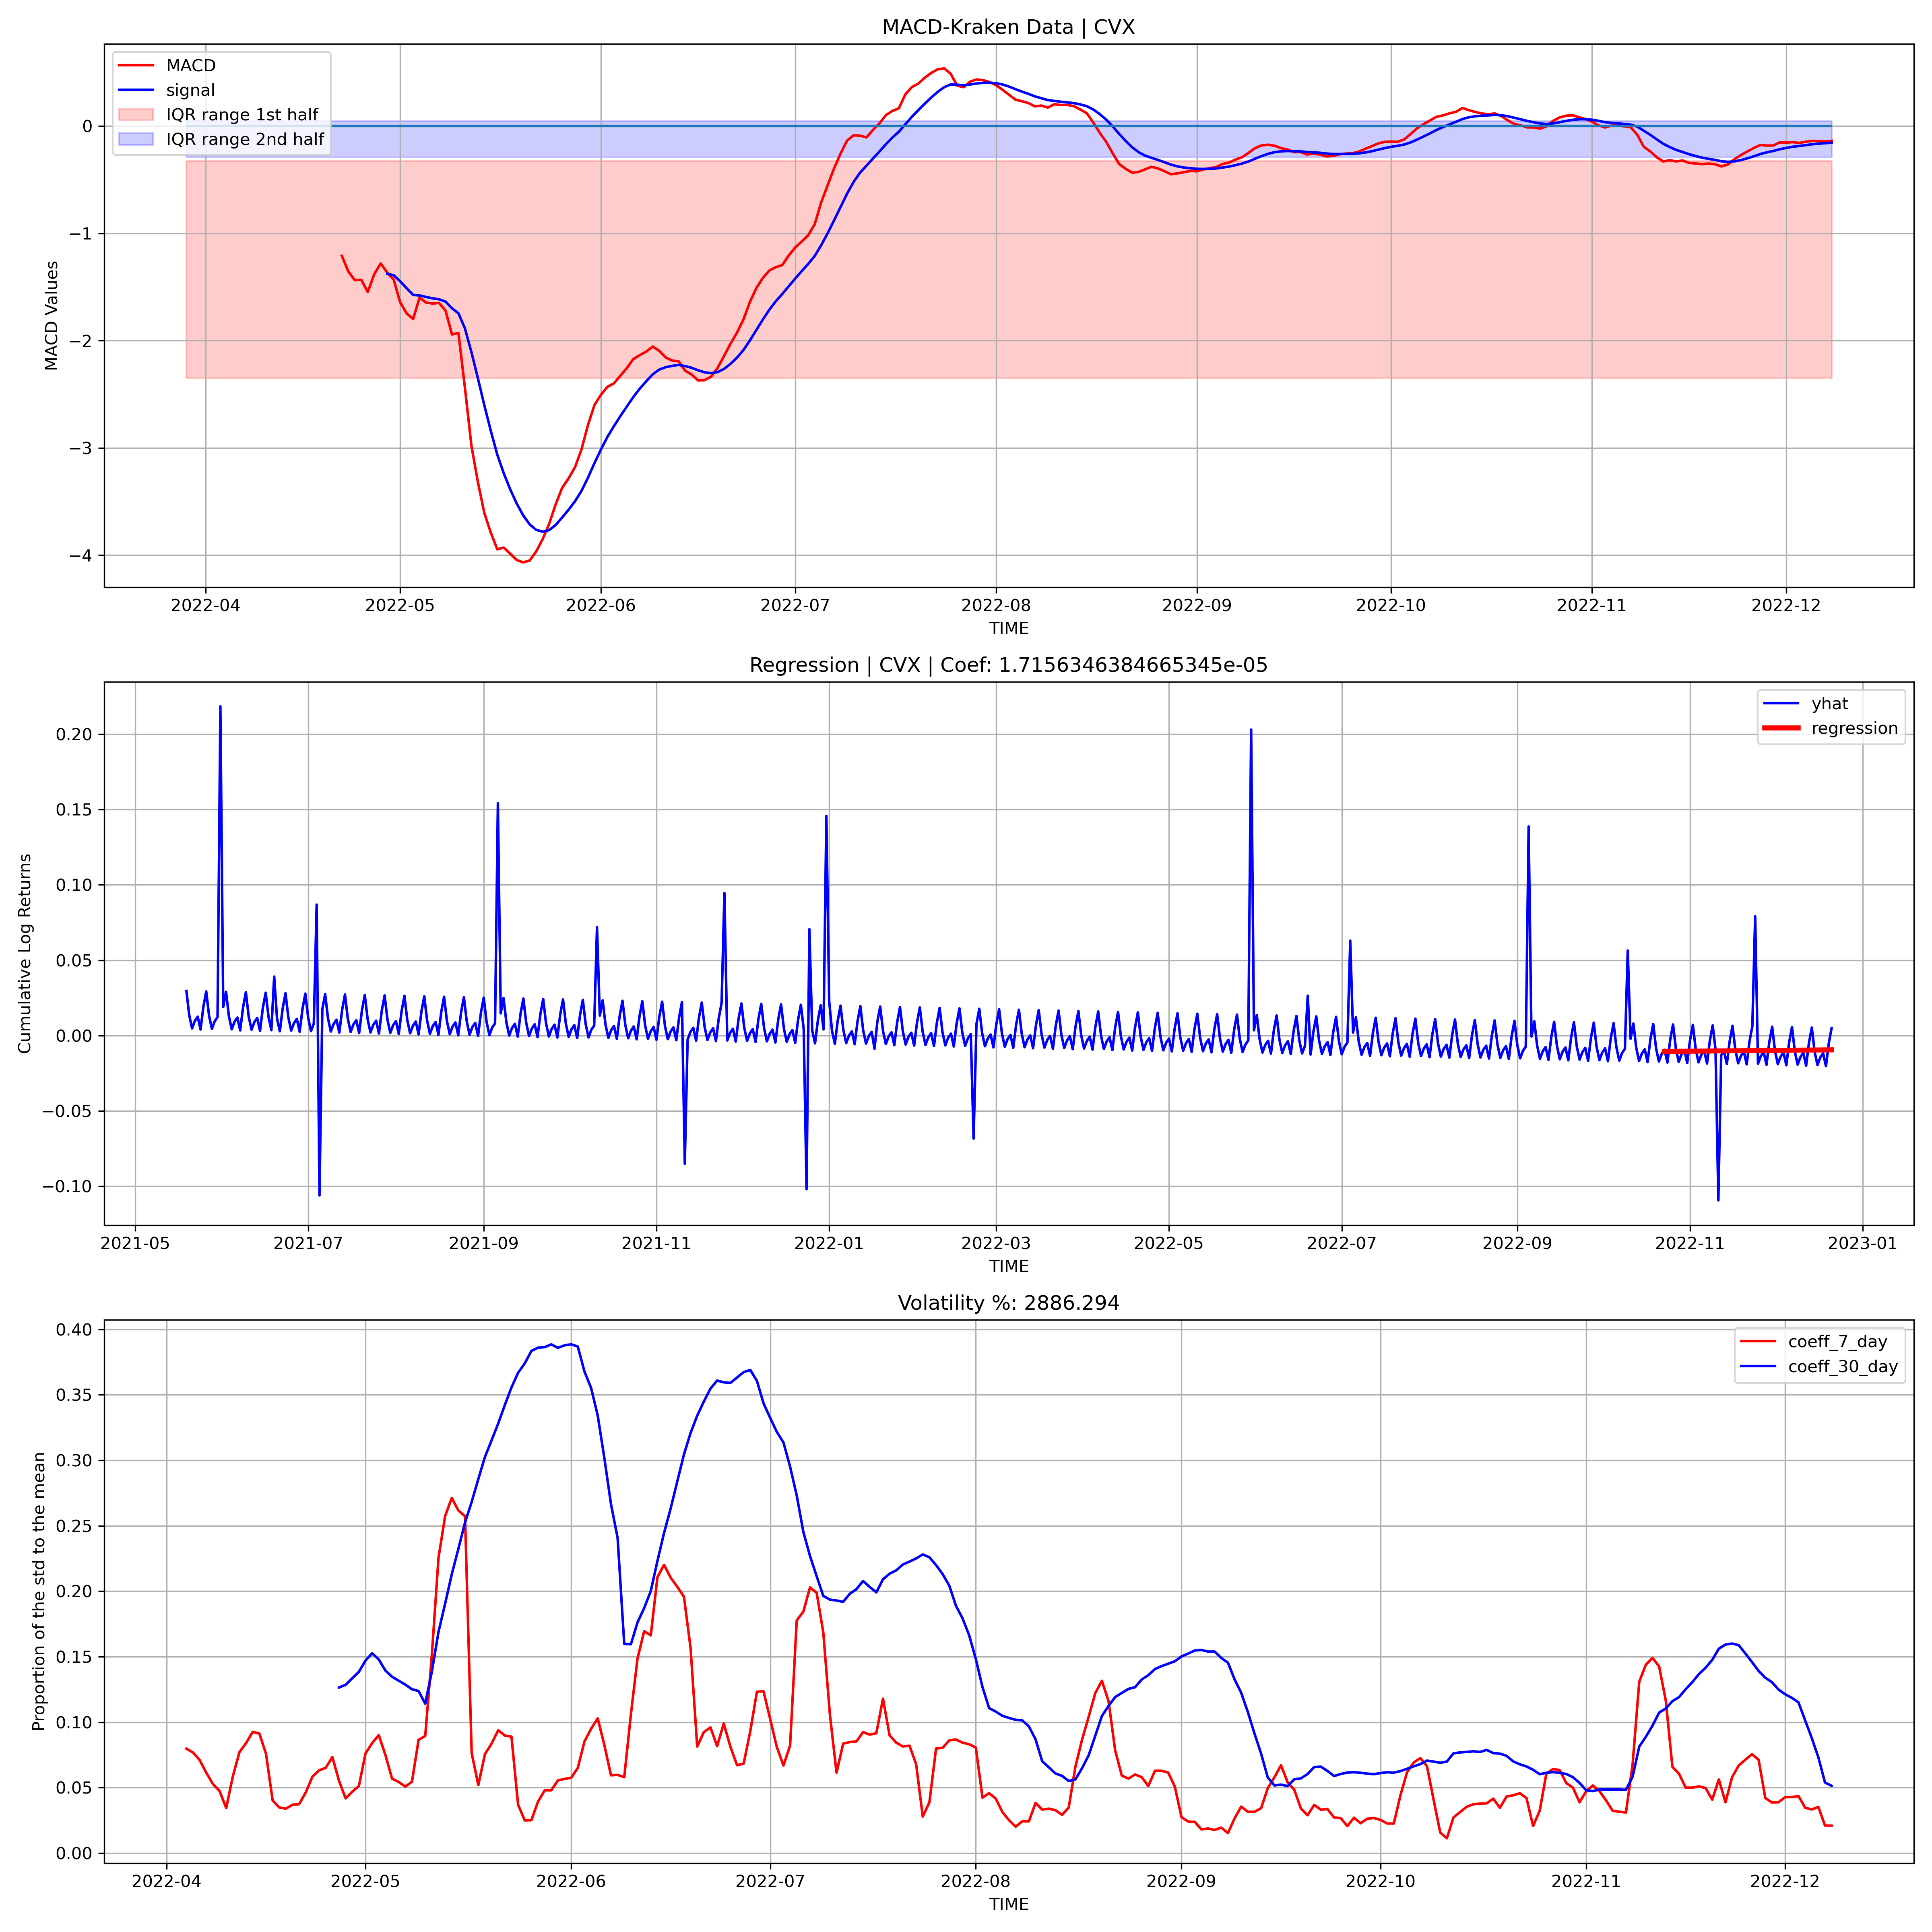 MACD-Kraken Data | CVX
MACD
signal
IQR range 1st half
IQR range 2nd half
MACD Values
0
−1
−2
−3
−4
2022-04 2022-05 2022-06 2022-07 2022-08 2022-09 2022-10 2022-11 2022-12
TIME
Regression | CVX | Coef: 1.7156346384665345e-05
yhat
regression
Cumulative Log Returns
0.20
0.15
0.10
0.05
0.00
−0.05
−0.10
2021-05 2021-07 2021-09 2021-11 2022-01 2022-03 2022-05 2022-07 2022-09 2022-11 2023-01
TIME
Volatility %: 2886.294
coeff_7_day
coeff_30_day
Proportion of the std to the mean
0.40
0.35
0.30
0.25
0.20
0.15
0.10
0.05
0.00
2022-04 2022-05 2022-06 2022-07 2022-08 2022-09 2022-10 2022-11 2022-12
TIME